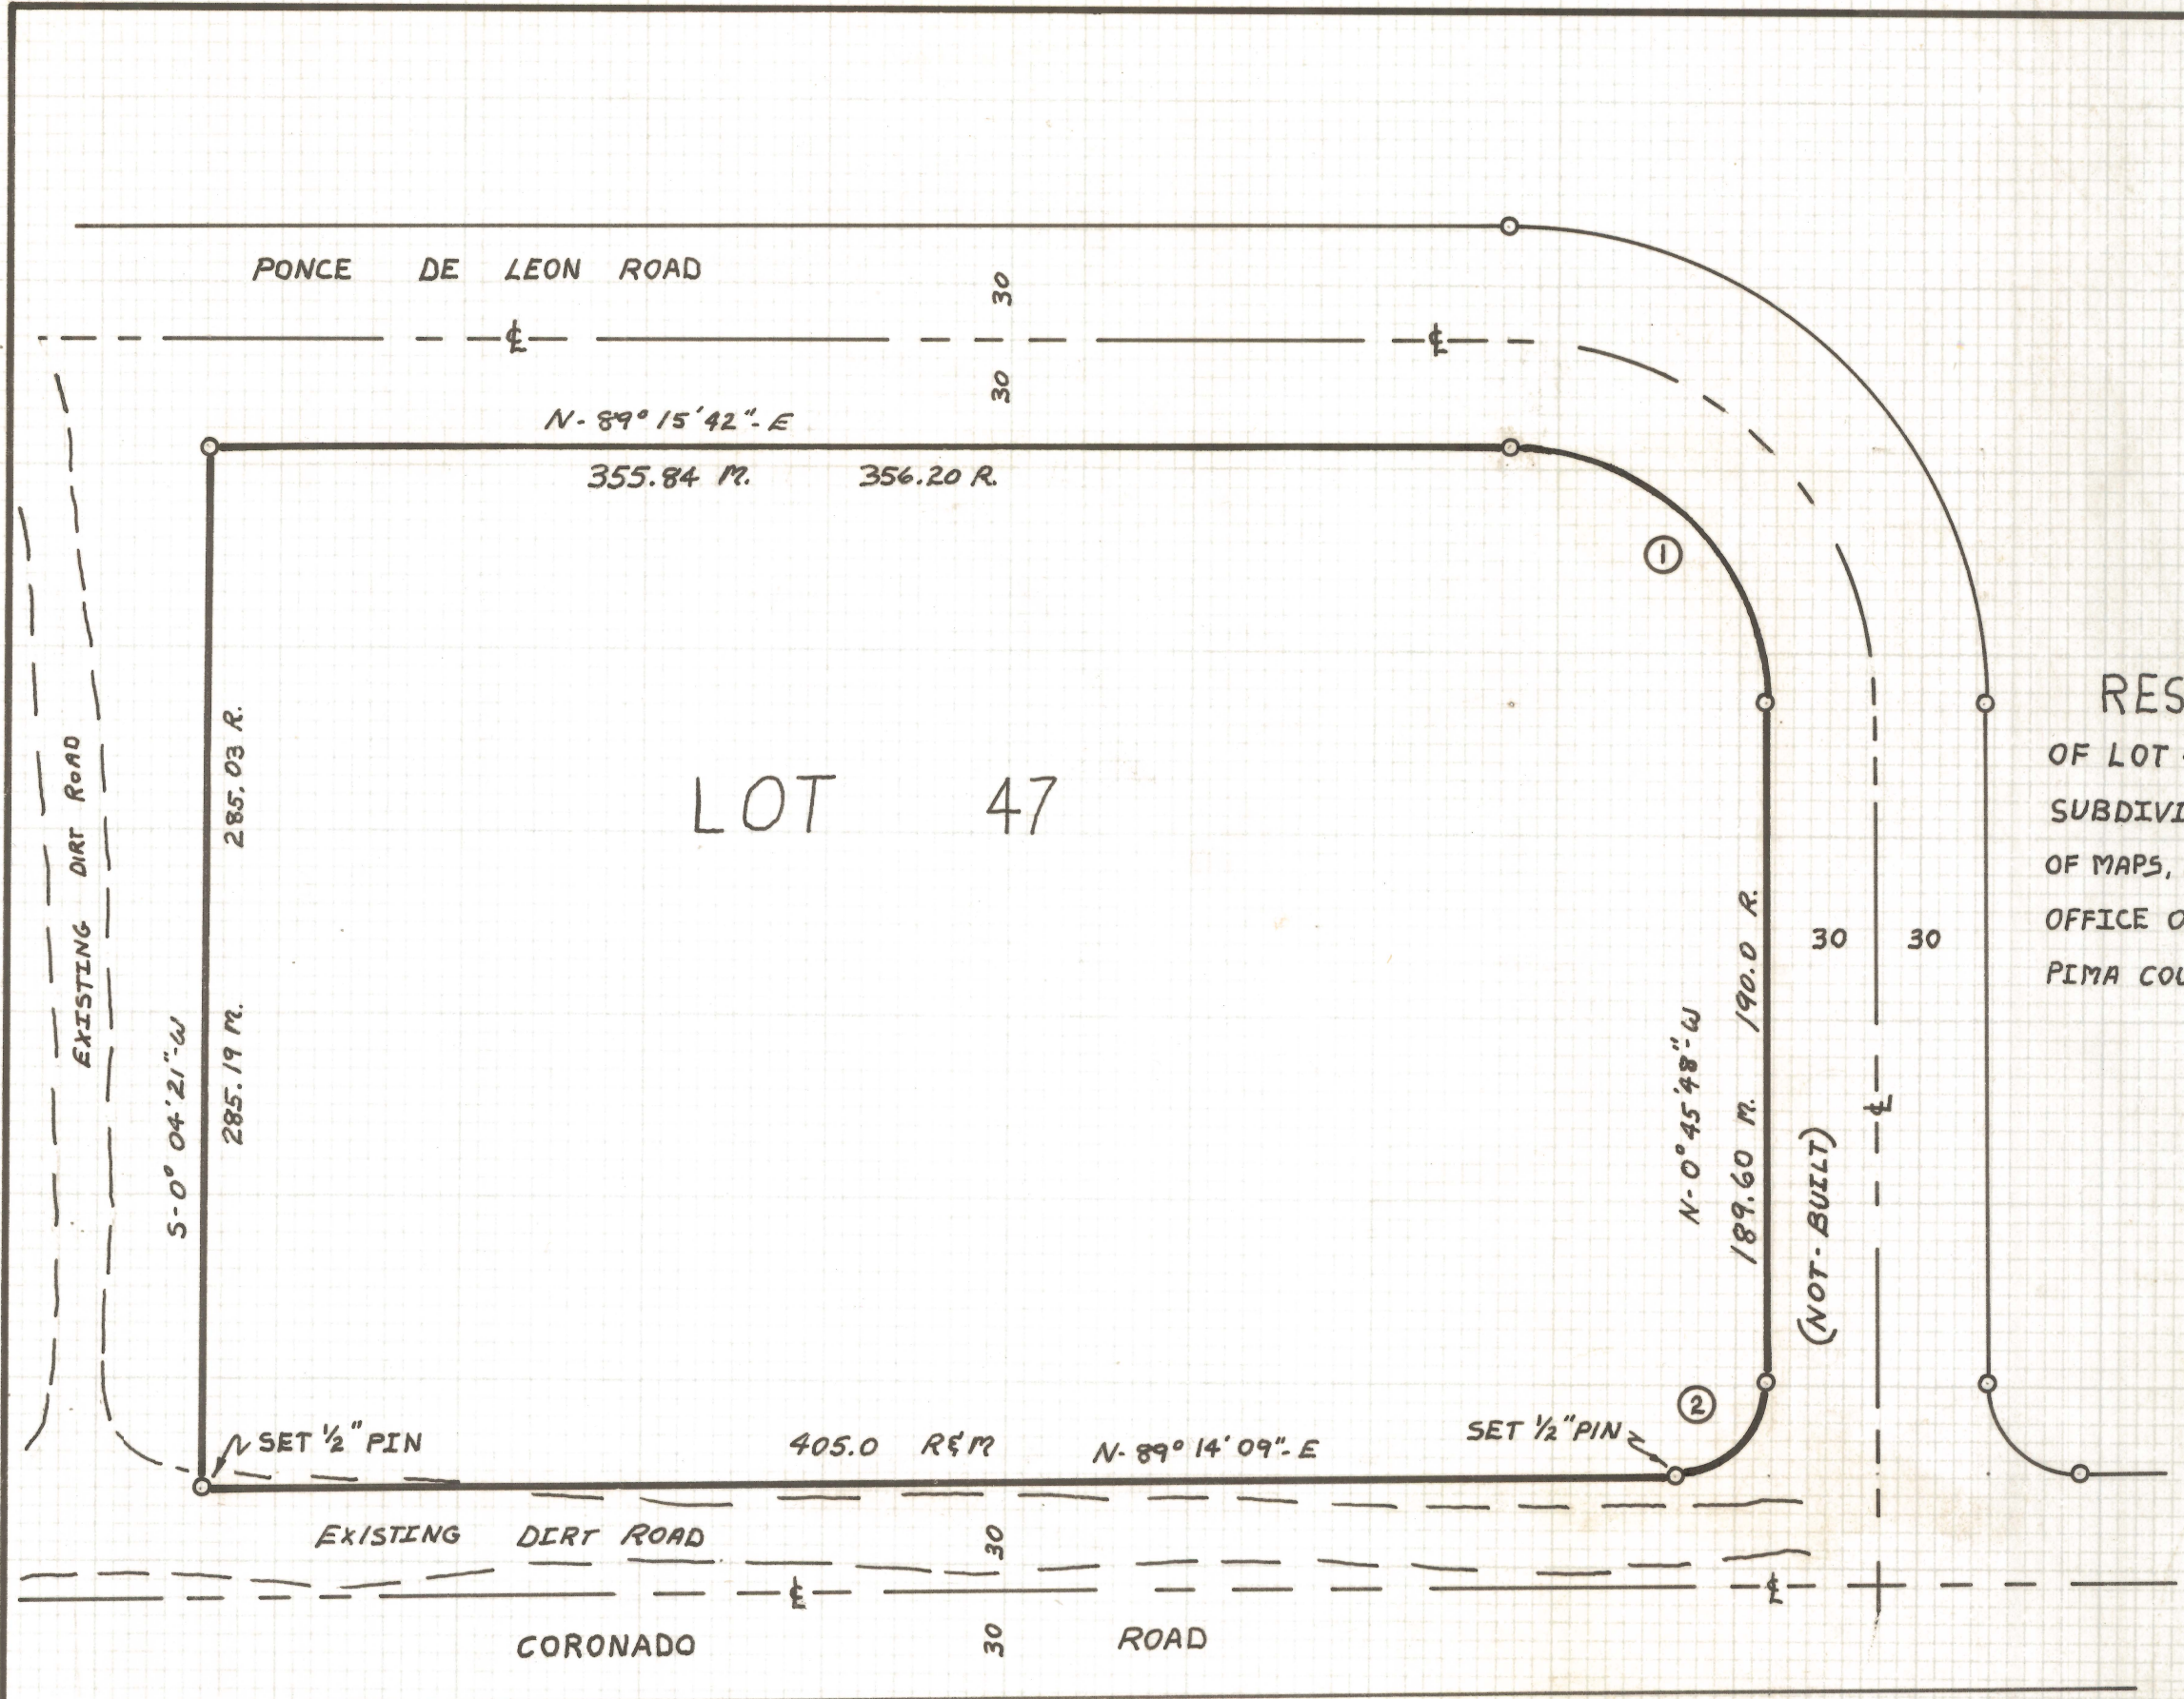 PONCE DE LEON ROAD
30
℄
℄
30
N-89° 15' 42"-E
355.84 M. 356.20 R.
①
EXISTING DIRT ROAD
285.03 R.
285.19 M.
S-0° 04' 21"-W
LOT 47
N-0° 45' 48"-W
189.60 M. 190.0 R.
30
30
℄
(NOT-BUILT)
RES
OF LOT
SUBDIVI
OF MAPS,
OFFICE O
PIMA COU
②
SET ½" PIN
405.0 R&M N-89° 14' 09"-E
SET ½" PIN
EXISTING DIRT ROAD
30
℄
℄
CORONADO ROAD
30